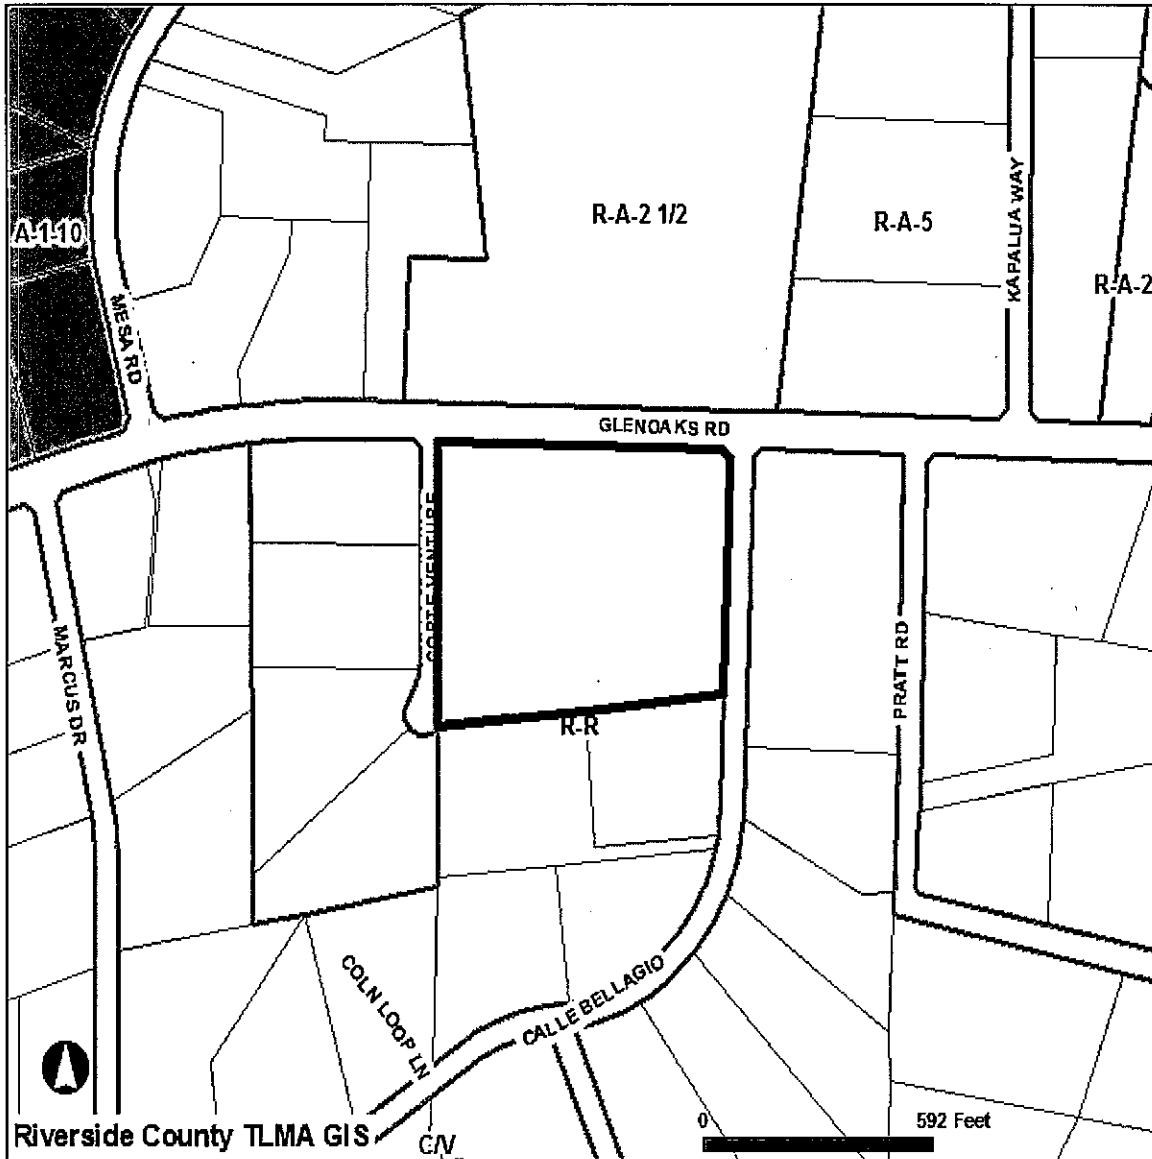 R-A-2 1/2
R-A-5
KAPALUA WAY
A-1-10
R-A-2
MESA RD
GLENOAKS RD
CORTE VENTURE
MARCUS DR
PRATT RD
R-R
COLN LOOP LN
CALLE BELLAGIO
Riverside County TLMA GIS
C/V
0 592 Feet